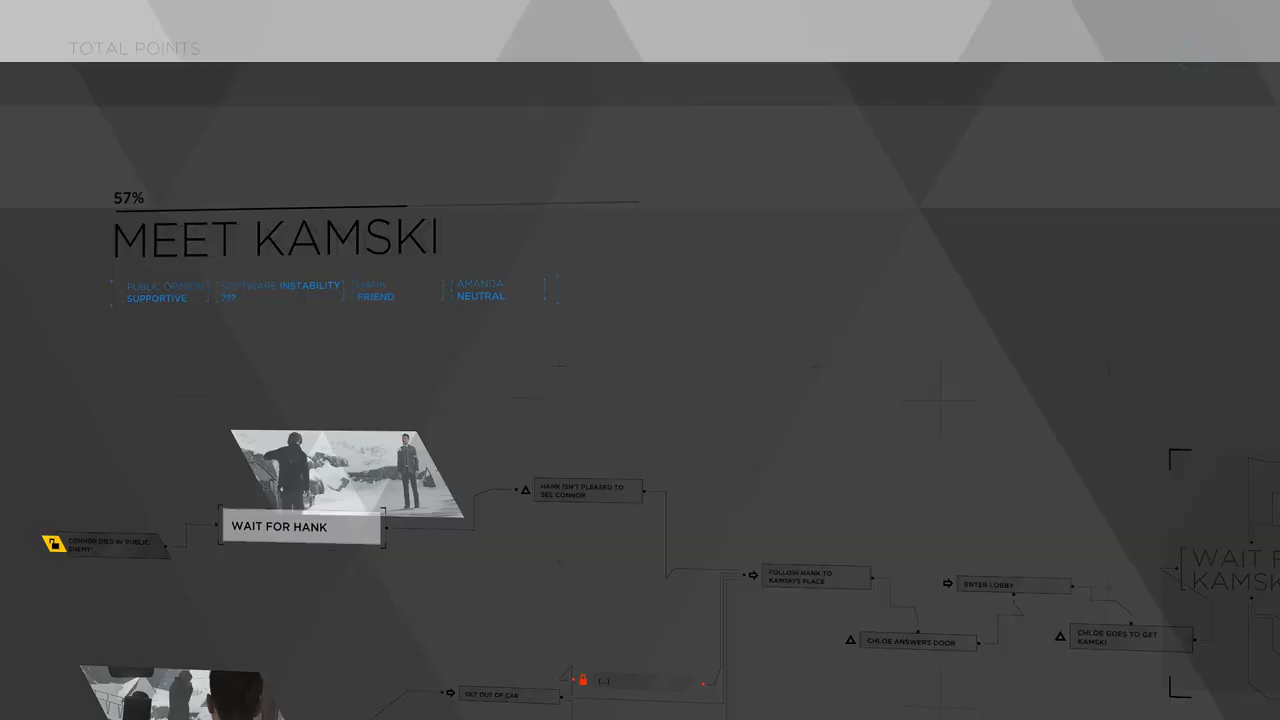 TOTAL POINTS
57%
MEET KAMSKI
PUBLIC OPINION
SUPPORTIVE
SOFTWARE INSTABILITY
???
HANK
FRIEND
AMANDA
NEUTRAL
HANK ISN'T PLEASED TO
SEE CONNOR
WAIT FOR HANK
CONNOR DIED IN "PUBLIC
ENEMY"
FOLLOW HANK TO
KAMSKI'S PLACE
ENTER LOBBY
CHLOE ANSWERS DOOR
CHLOE GOES TO GET
KAMSKI
WAIT F
KAMSK
GET OUT OF CAR
[...]